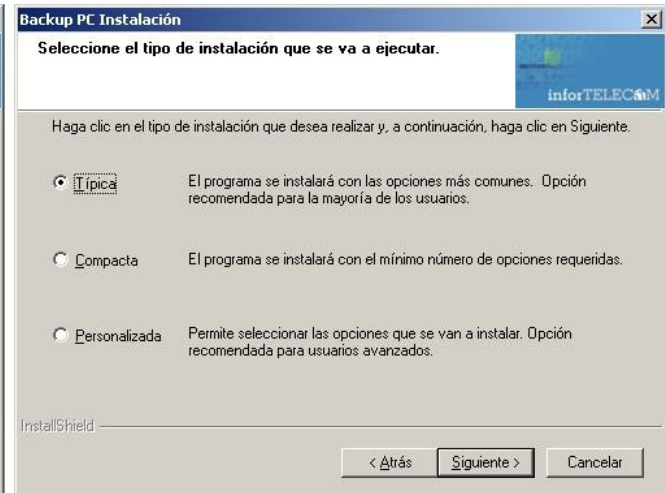 Backup PC Instalación
Seleccione el tipo de instalación que se va a ejecutar.
inforTELECOM
Haga clic en el tipo de instalación que desea realizar y, a continuación, haga clic en Siguiente.
Típica
El programa se instalará con las opciones más comunes. Opción
recomendada para la mayoría de los usuarios.
Compacta
El programa se instalará con el mínimo número de opciones requeridas.
Personalizada
Permite seleccionar las opciones que se van a instalar. Opción
recomendada para usuarios avanzados.
InstallShield
< Atrás
Siguiente >
Cancelar